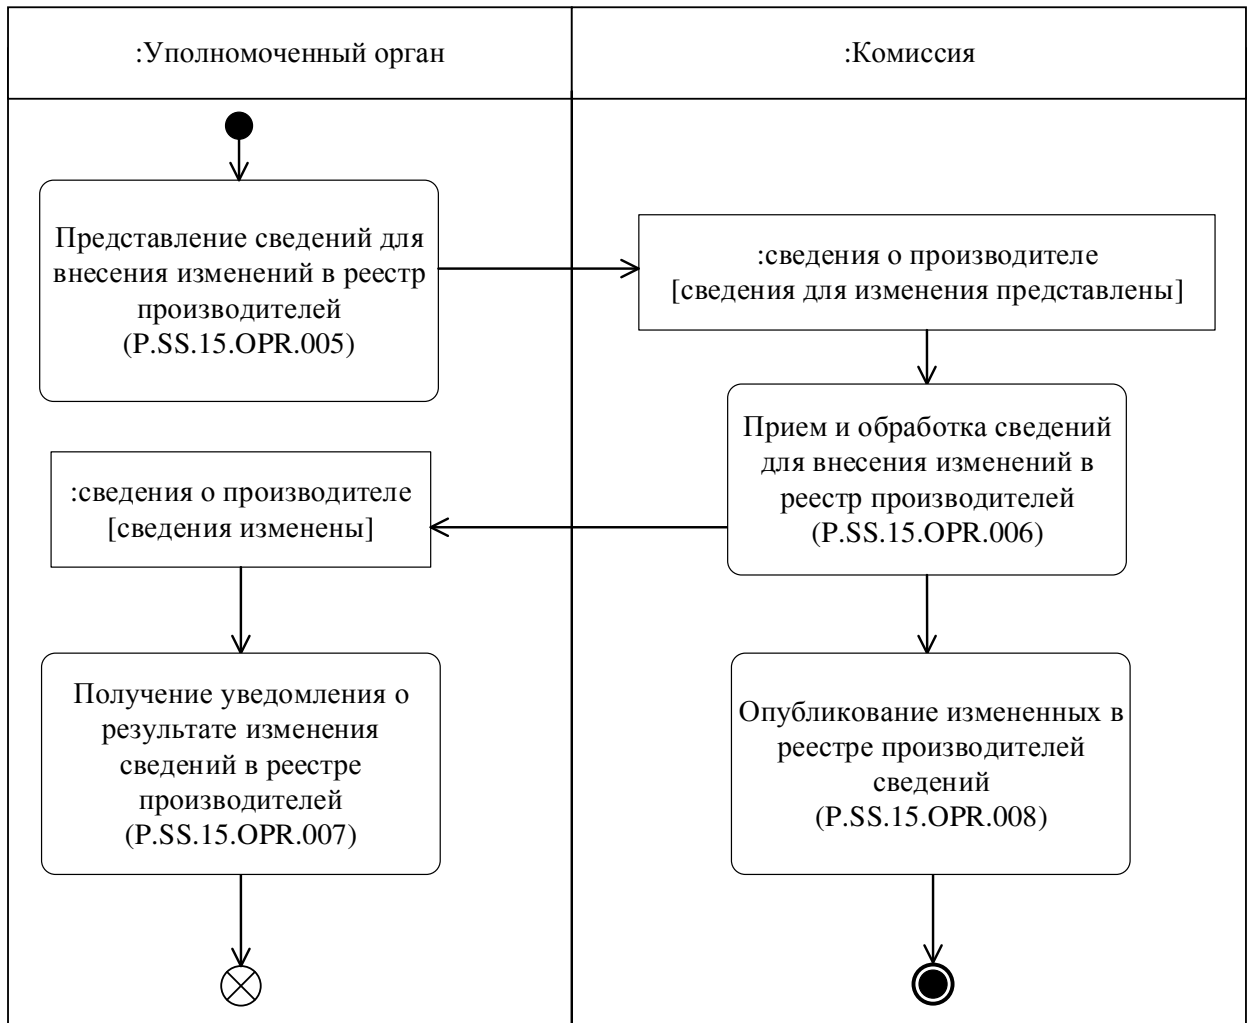 :Уполномоченный орган
:Комиссия
Представление сведений для
внесения изменений в реестр
производителей
(P.SS.15.OPR.005)
:сведения о производителе
[сведения для изменения представлены]
Прием и обработка сведений
для внесения изменений в
реестр производителей
(P.SS.15.OPR.006)
:сведения о производителе
[сведения изменены]
Получение уведомления о
результате изменения
сведений в реестре
производителей
(P.SS.15.OPR.007)
Опубликование измененных в
реестре производителей
сведений
(P.SS.15.OPR.008)